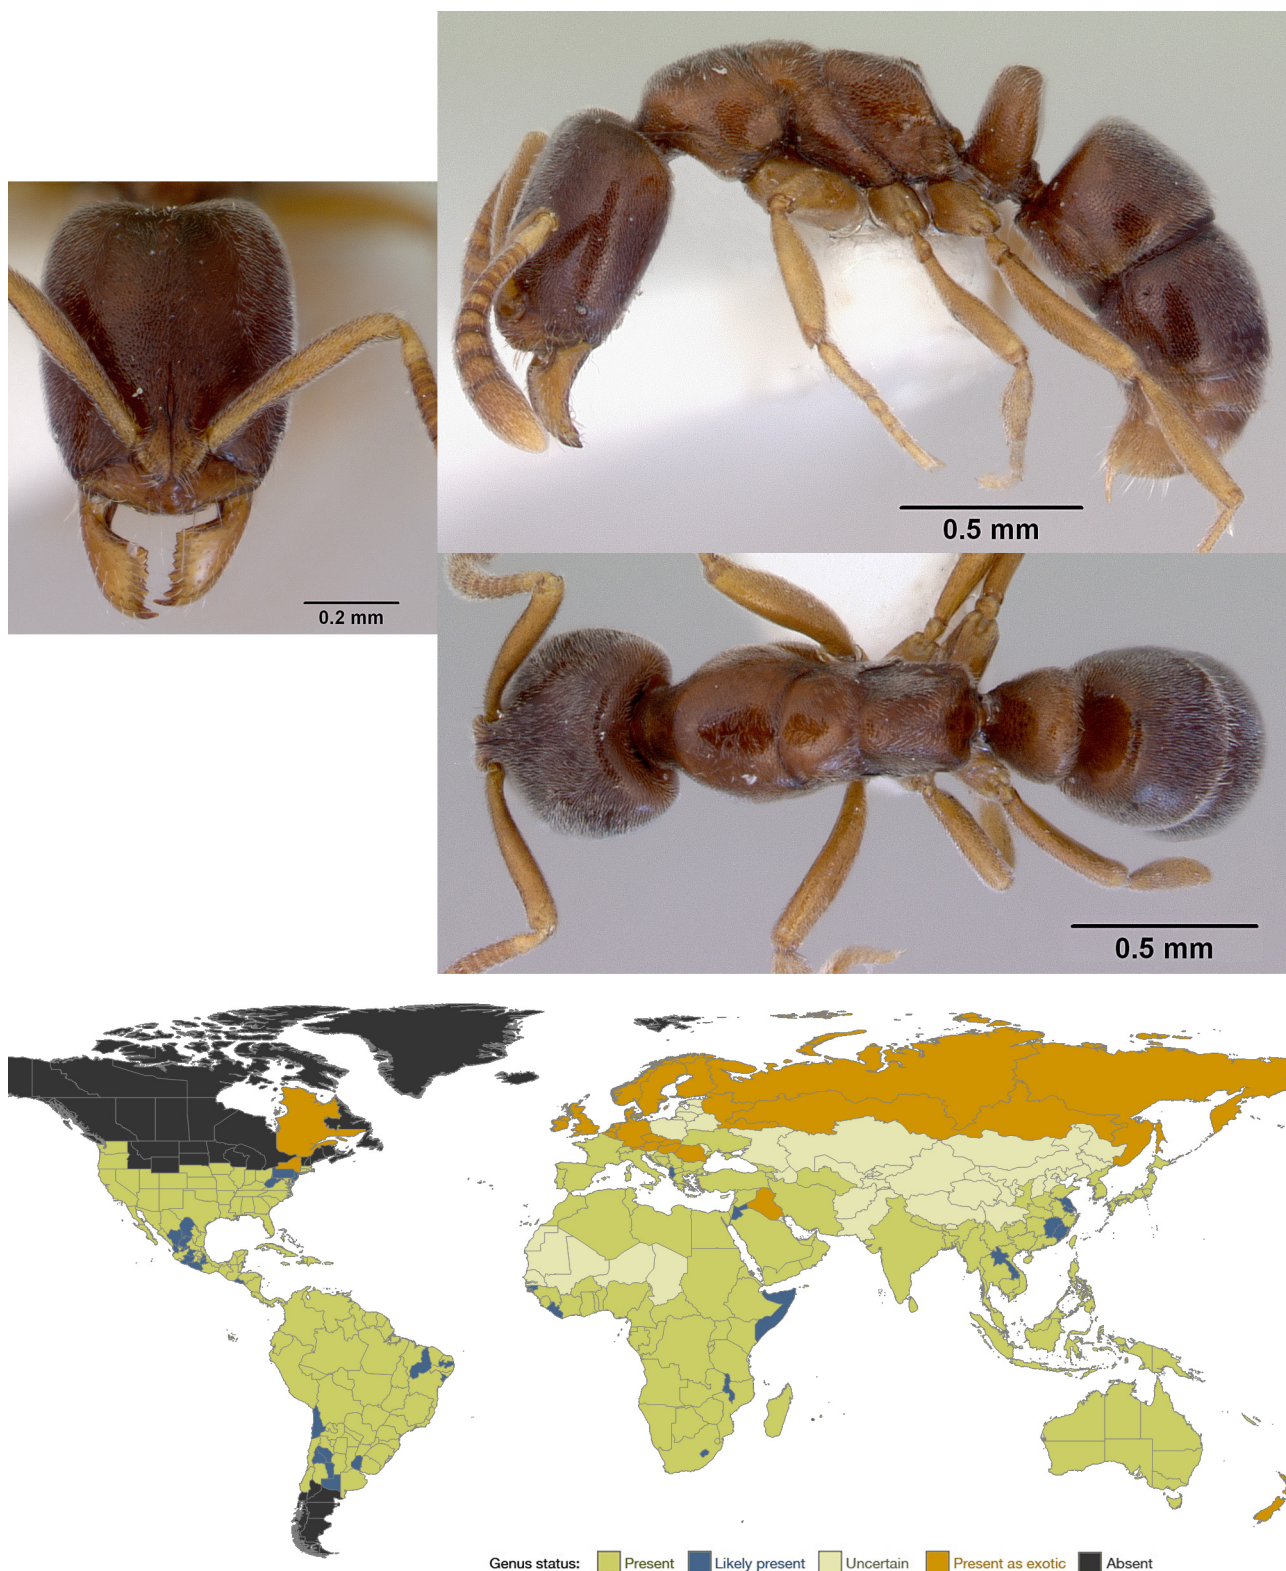 0.5 mm
0.2 mm
0.5 mm
Genus status: Present Likely present Uncertain Present as exotic Absent